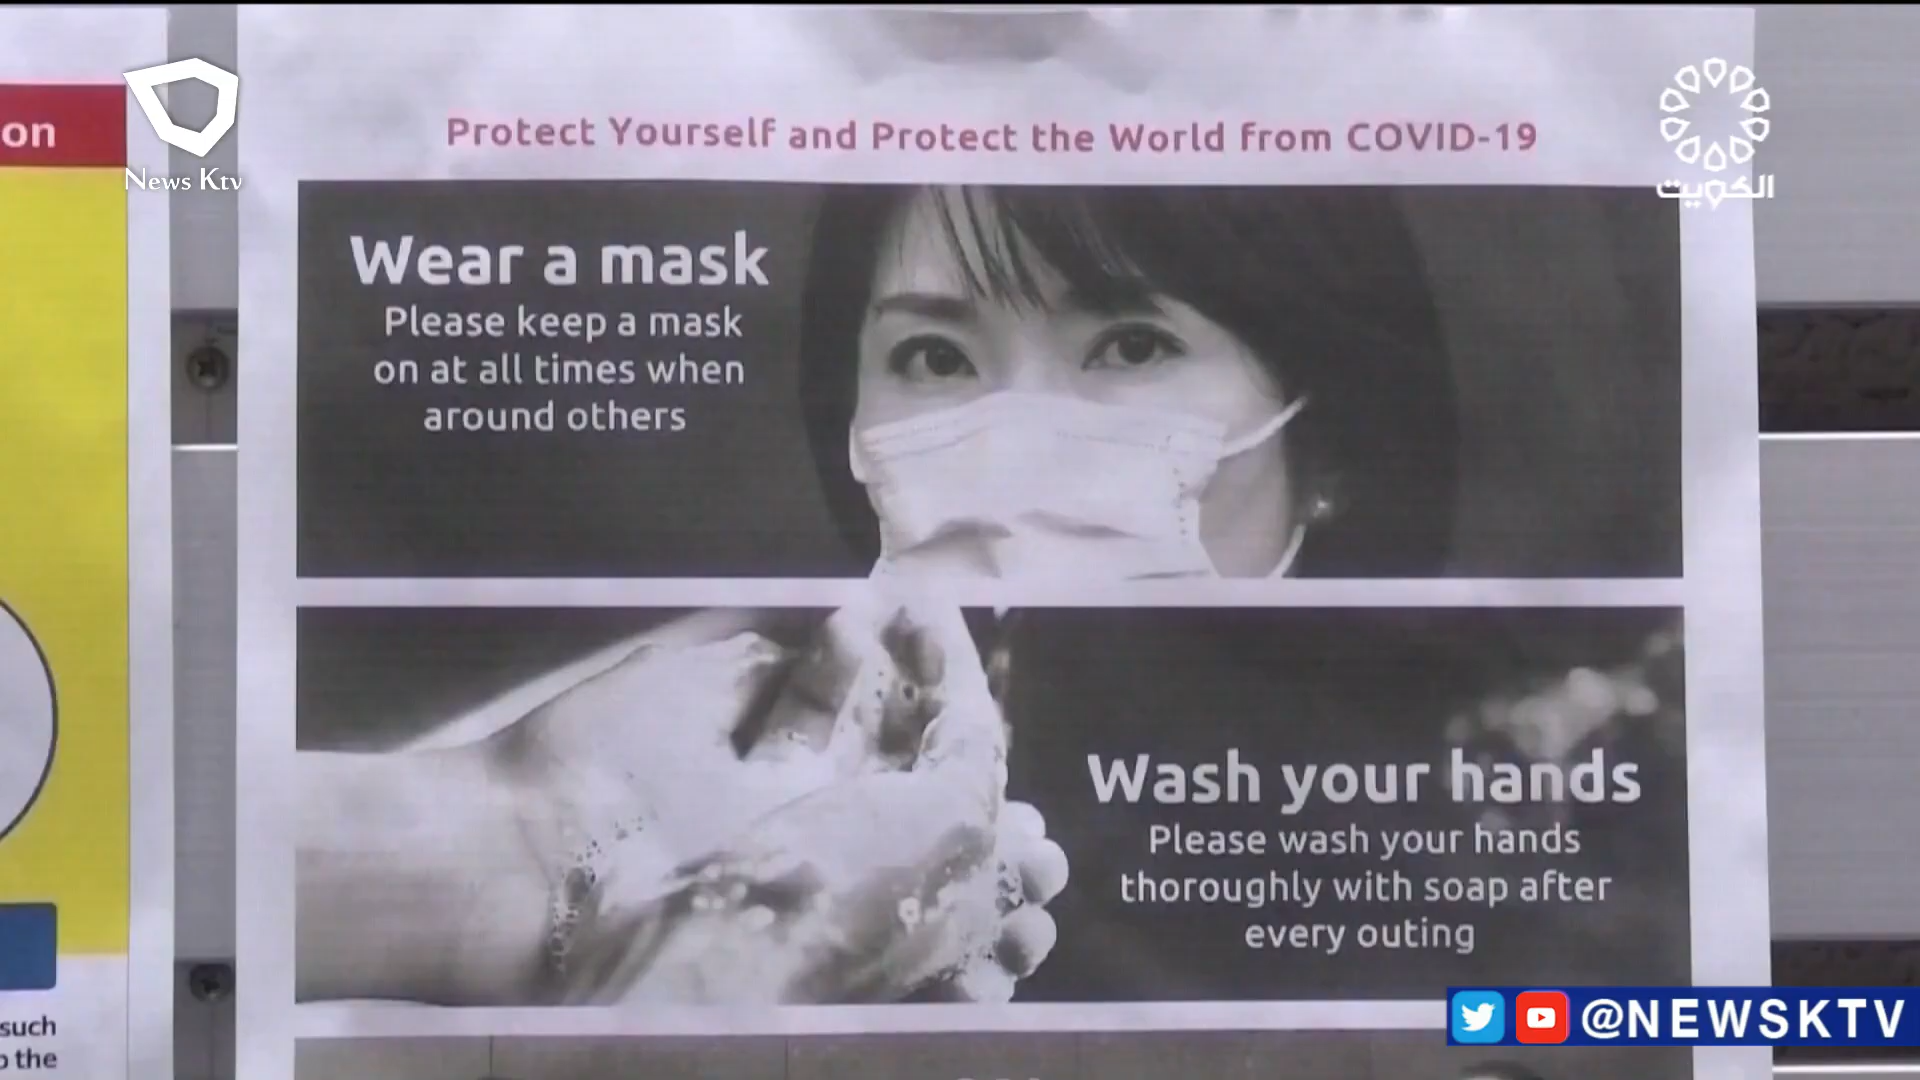 on
News Ktv
الكويت
Protect Yourself and Protect the World from COVID-19
Wear a mask
Please keep a mask
on at all times when
around others
Wash your hands
Please wash your hands
thoroughly with soap after
every outing
such
the
@NEWSKTV